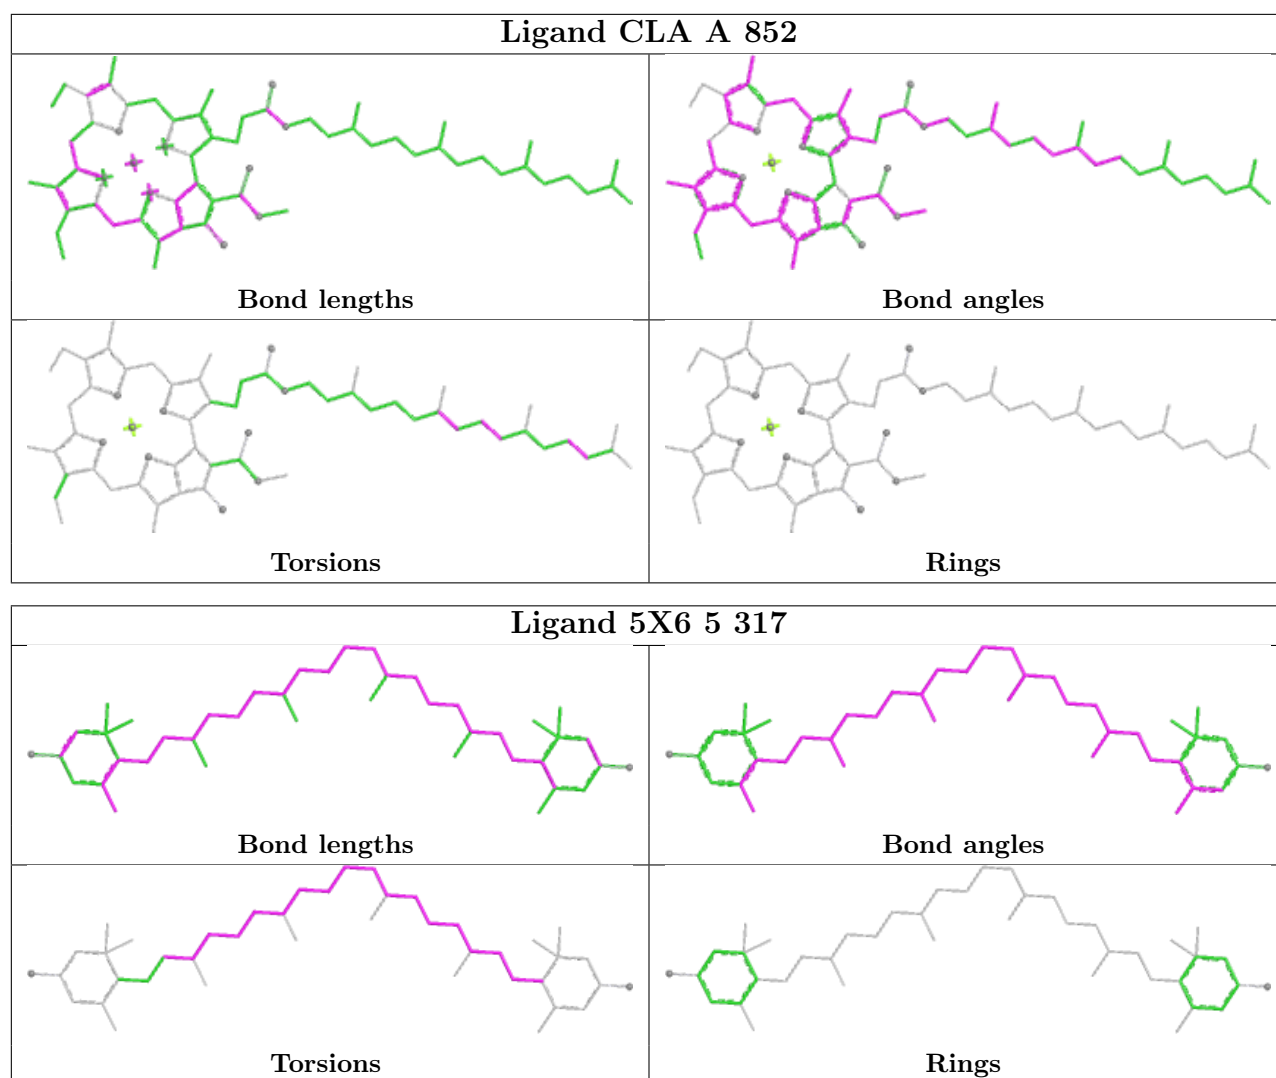 Ligand CLA A 852
Bond lengths
Bond angles
Torsions
Rings
Ligand 5X6 5 317
Bond lengths
Bond angles
Torsions
Rings